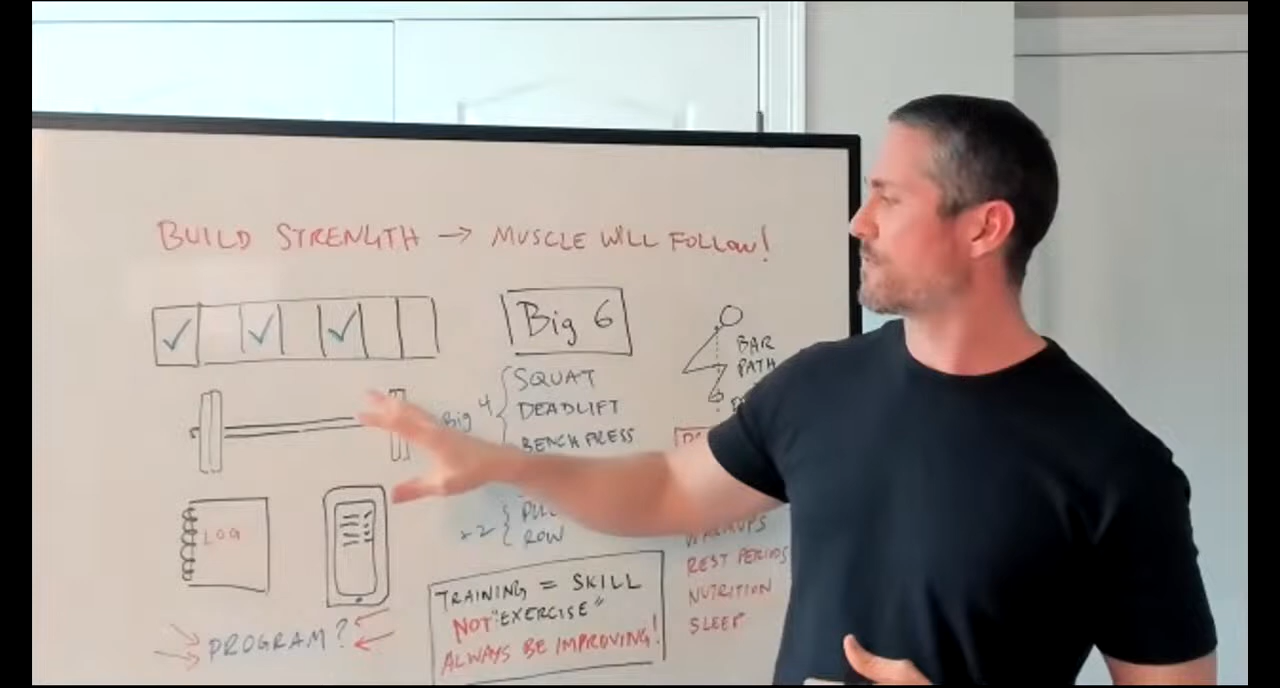 BUILD STRENGTH → MUSCLE WILL FOLLOW!
Big 6
Big 4
SQUAT
DEADLIFT
BENCH PRESS
ROW
BAR
PATH
LOG
PROGRAM?
TRAINING = SKILL
NOT "EXERCISE"
ALWAYS BE IMPROVING!
WARMUPS
REST PERIODS
NUTRITION
SLEEP